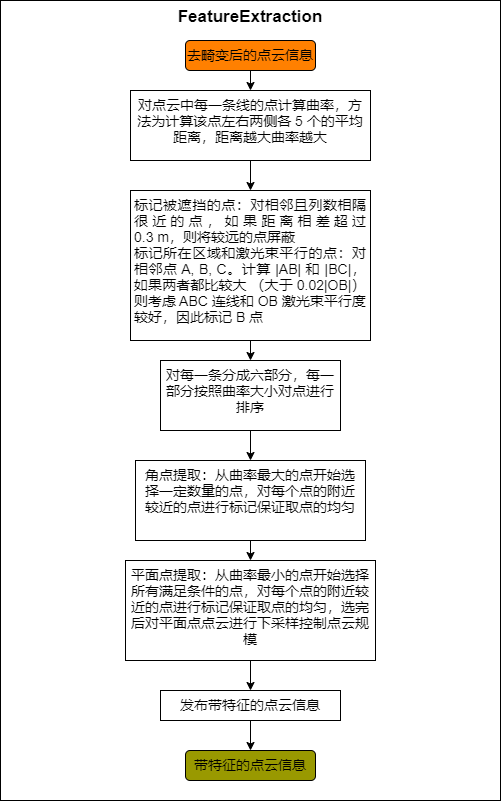 FeatureExtraction
去畸变后的点云信息
对点云中每一条线的点计算曲率，方
法为计算该点左右两侧各 5 个的平均
距离，距离越大曲率越大
标记被遮挡的点：对相邻且列数相隔
很近的点，如果距离相差超过
0.3 m，则将较远的点屏蔽
标记所在区域和激光束平行的点：对
相邻点 A, B, C。计算 |AB| 和 |BC|，
如果两者都比较大 （大于 0.02|OB|）
则考虑 ABC 连线和 OB 激光束平行度
较好，因此标记 B 点
对每一条分成六部分，每一
部分按照曲率大小对点进行
排序
角点提取：从曲率最大的点开始选
择一定数量的点，对每个点的附近
较近的点进行标记保证取点的均匀
平面点提取：从曲率最小的点开始选择
所有满足条件的点，对每个点的附近较
近的点进行标记保证取点的均匀，选完
后对平面点点云进行下采样控制点云规
模
发布带特征的点云信息
带特征的点云信息